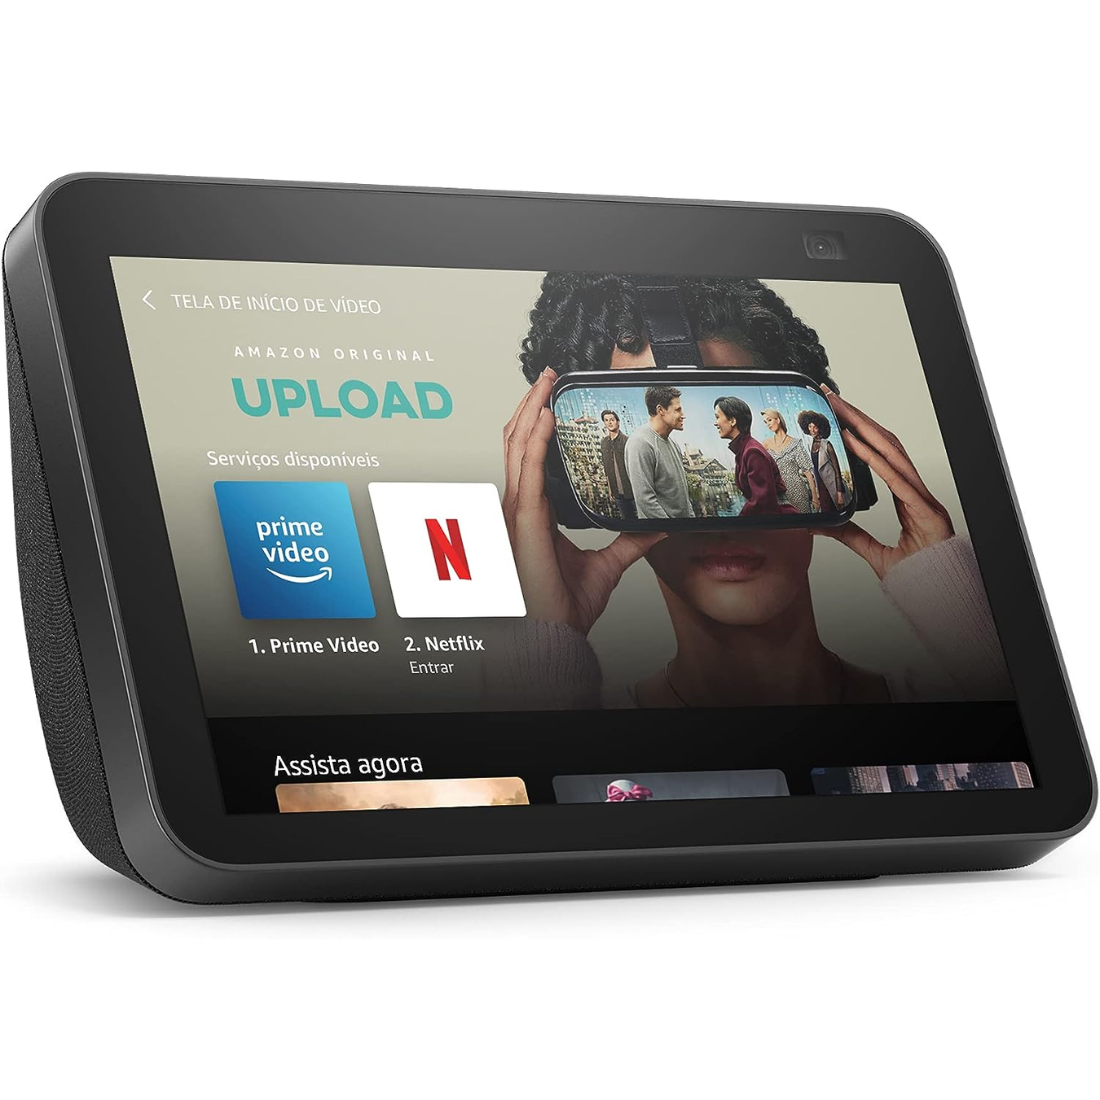 TELA DE INÍCIO DE VÍDEO
AMAZON ORIGINAL
UPLOAD
Serviços disponíveis
prime
video
N
1. Prime Video
2. Netflix
Entrar
Assista agora